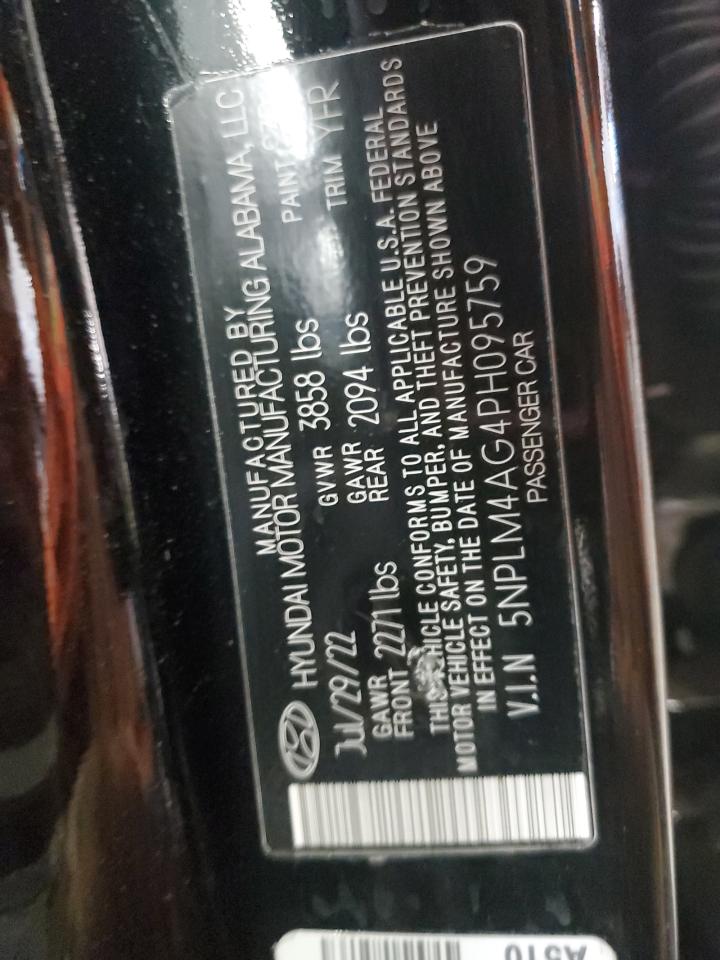 MANUFACTURED BY
HYUNDAI MOTOR MANUFACTURING ALABAMA, LLC
Jul/29/22 GVWR 3858 lbs PAINT
GAWR FRONT 2271 lbs GAWR REAR 2094 lbs TRIM YFR
THIS VEHICLE CONFORMS TO ALL APPLICABLE U.S.A. FEDERAL
MOTOR VEHICLE SAFETY, BUMPER, AND THEFT PREVENTION STANDARDS
IN EFFECT ON THE DATE OF MANUFACTURE SHOWN ABOVE
V.I.N 5NPLM4AG4PH095759
PASSENGER CAR
A510